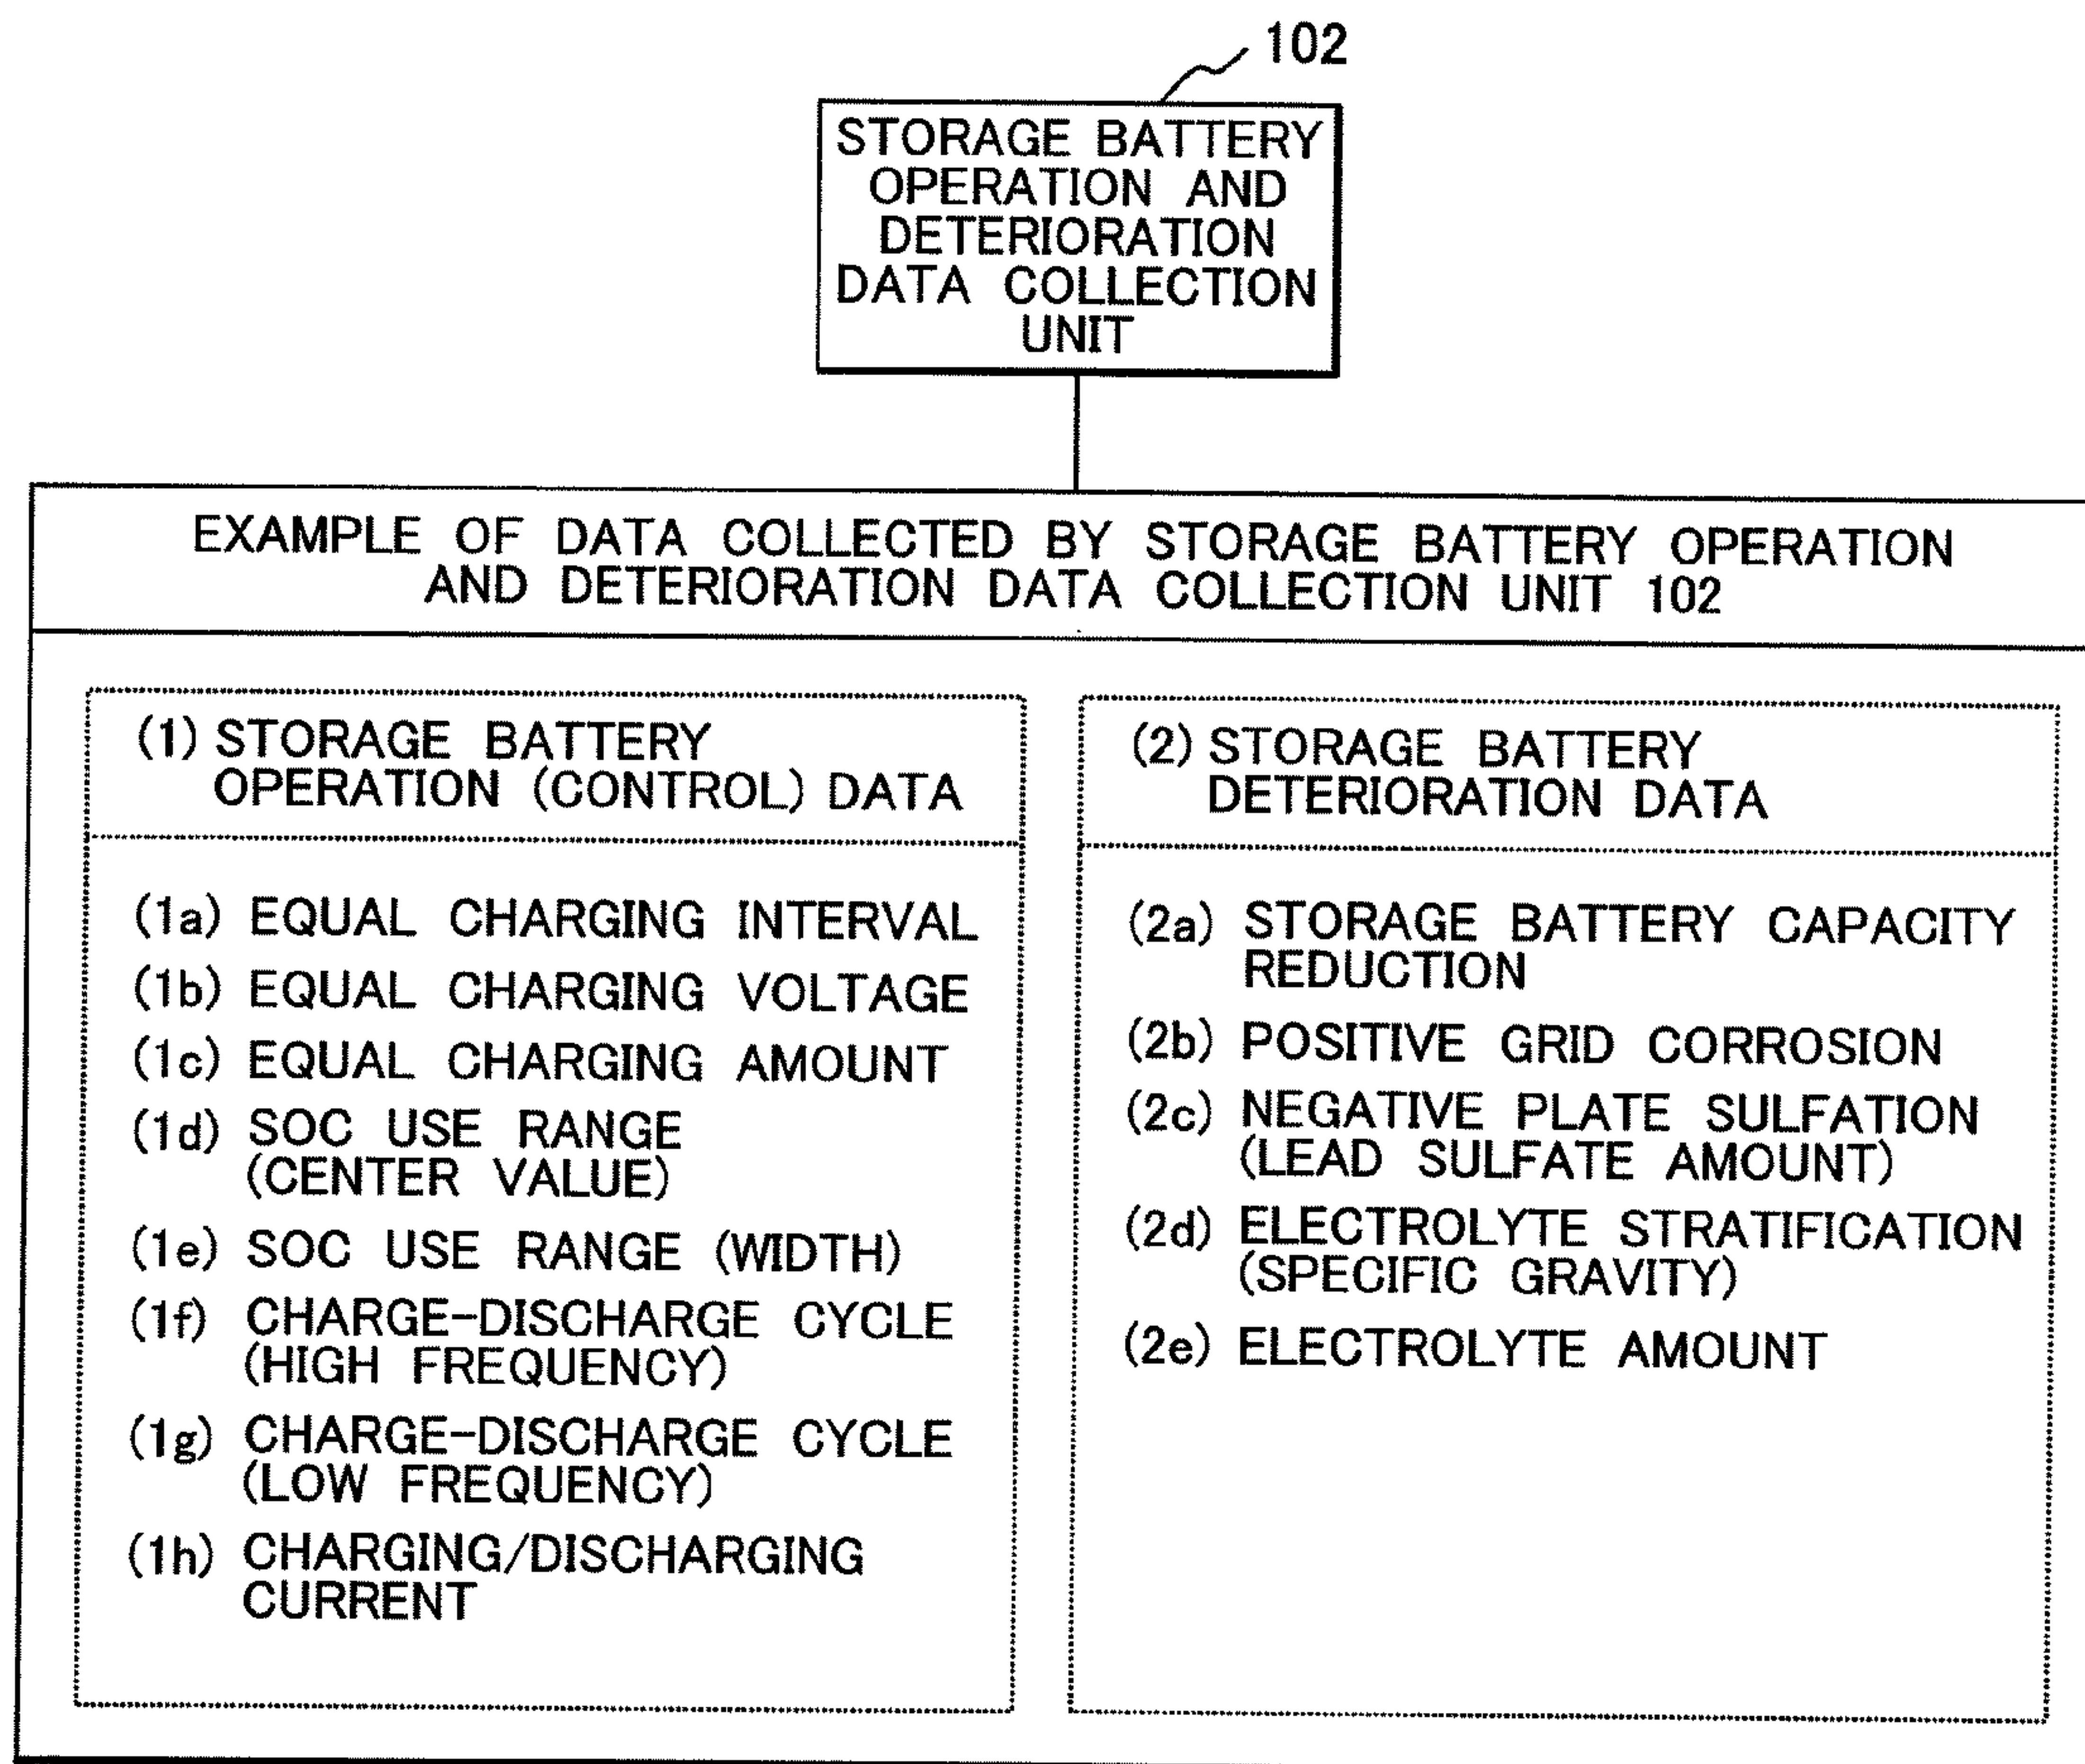 102
STORAGE BATTERY
OPERATION AND
DETERIORATION
DATA COLLECTION
UNIT
EXAMPLE OF DATA COLLECTED BY STORAGE BATTERY OPERATION
AND DETERIORATION DATA COLLECTION UNIT 102
(1) STORAGE BATTERY
OPERATION (CONTROL) DATA
(1a) EQUAL CHARGING INTERVAL
(1b) EQUAL CHARGING VOLTAGE
(1c) EQUAL CHARGING AMOUNT
(1d) SOC USE RANGE
(CENTER VALUE)
(1e) SOC USE RANGE (WIDTH)
(1f) CHARGE-DISCHARGE CYCLE
(HIGH FREQUENCY)
(1g) CHARGE-DISCHARGE CYCLE
(LOW FREQUENCY)
(1h) CHARGING/DISCHARGING
CURRENT
(2) STORAGE BATTERY
DETERIORATION DATA
(2a) STORAGE BATTERY CAPACITY
REDUCTION
(2b) POSITIVE GRID CORROSION
(2c) NEGATIVE PLATE SULFATION
(LEAD SULFATE AMOUNT)
(2d) ELECTROLYTE STRATIFICATION
(SPECIFIC GRAVITY)
(2e) ELECTROLYTE AMOUNT